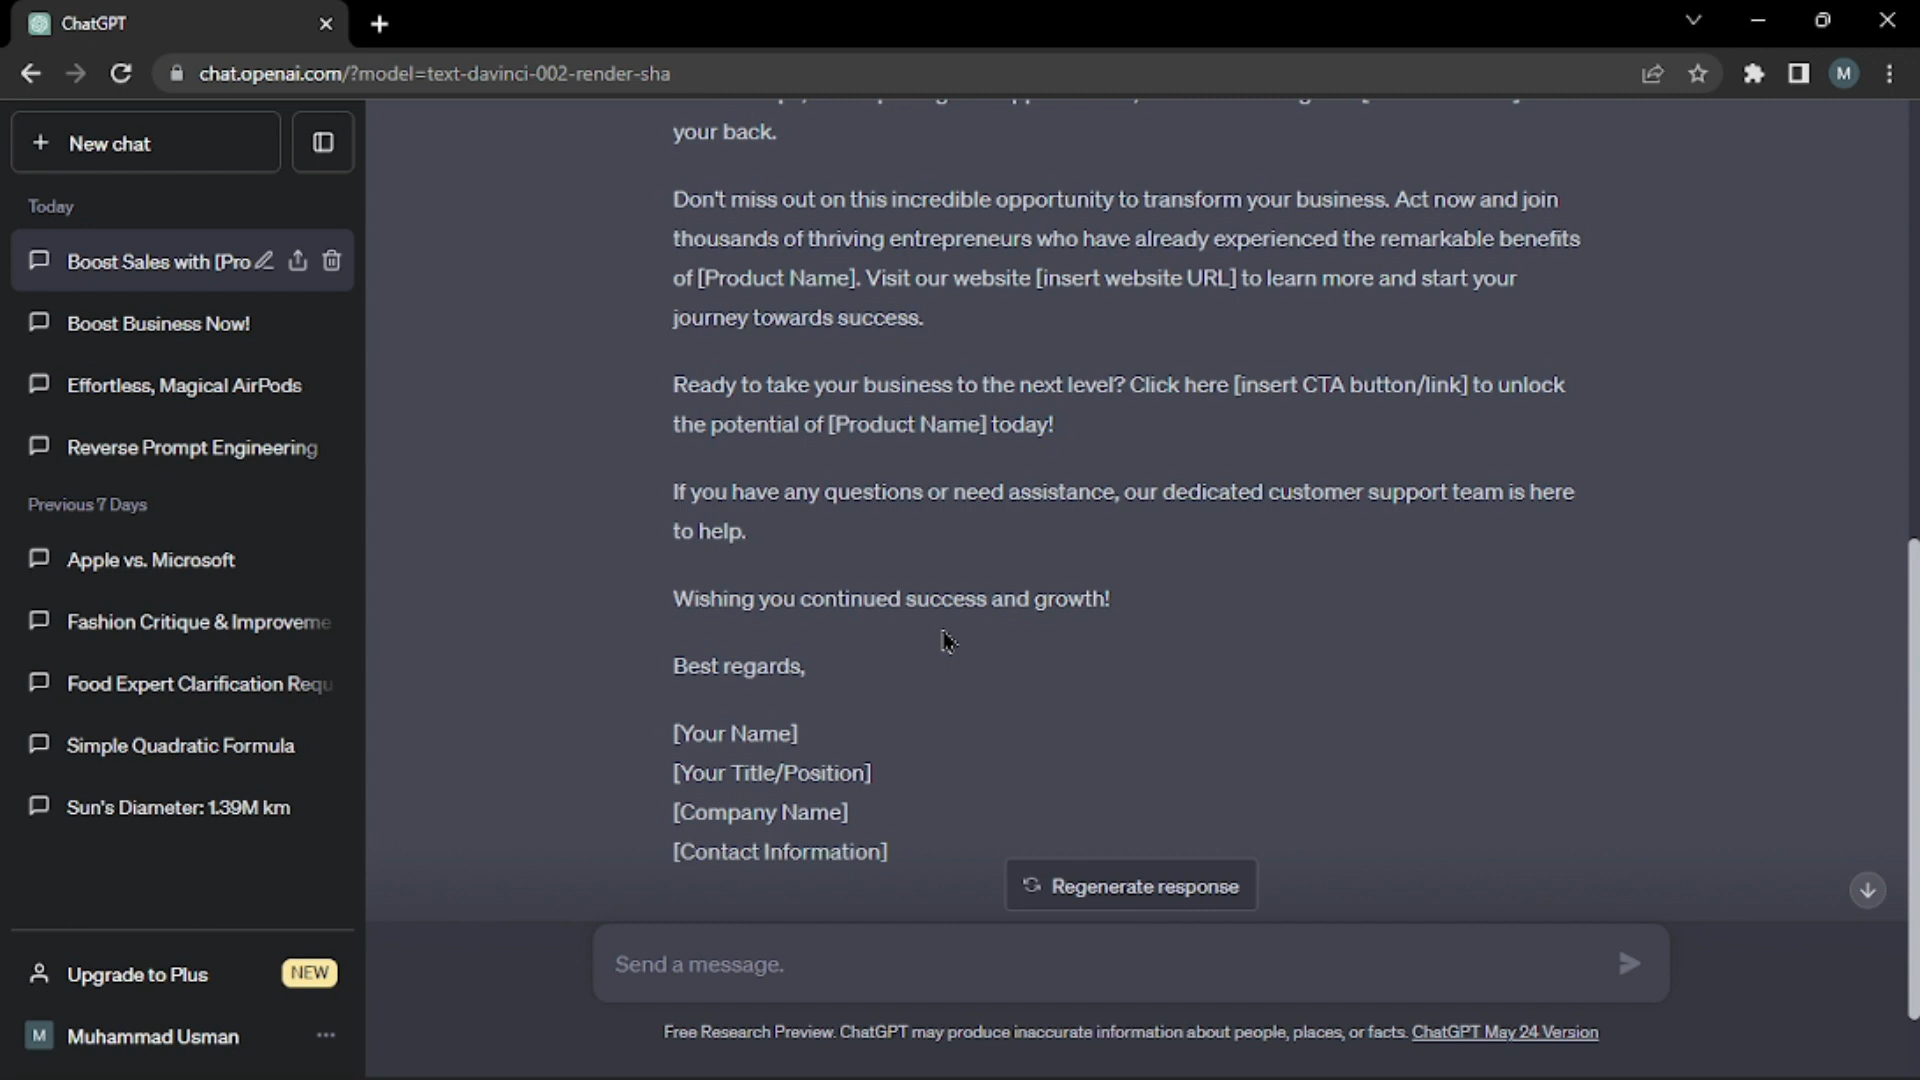 ChatGPT
chat.openai.com/?model=text-davinci-002-render-sha
M
New chat
Today
Boost Sales with [Pro
Boost Business Now!
Effortless, Magical AirPods
Reverse Prompt Engineering
Previous 7 Days
Apple vs. Microsoft
Fashion Critique & Improveme
Food Expert Clarification Requ
Simple Quadratic Formula
Sun's Diameter: 1.39M km
Upgrade to Plus NEW
M Muhammad Usman
your back.
Don't miss out on this incredible opportunity to transform your business. Act now and join
thousands of thriving entrepreneurs who have already experienced the remarkable benefits
of [Product Name]. Visit our website [insert website URL] to learn more and start your
journey towards success.
Ready to take your business to the next level? Click here [insert CTA button/link] to unlock
the potential of [Product Name] today!
If you have any questions or need assistance, our dedicated customer support team is here
to help.
Wishing you continued success and growth!
Best regards,
[Your Name]
[Your Title/Position]
[Company Name]
[Contact Information]
Regenerate response
Send a message.
Free Research Preview. ChatGPT may produce inaccurate information about people, places, or facts. ChatGPT May 24 Version